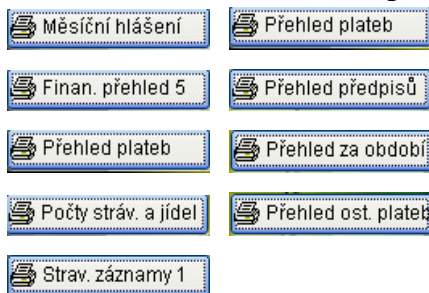 Měsíční hlášení
Přehled plateb
Finan. přehled 5
Přehled předpisů
Přehled plateb
Přehled za období
Počty stráv. a jídel
Přehled ost. plateb
Strav. záznamy 1